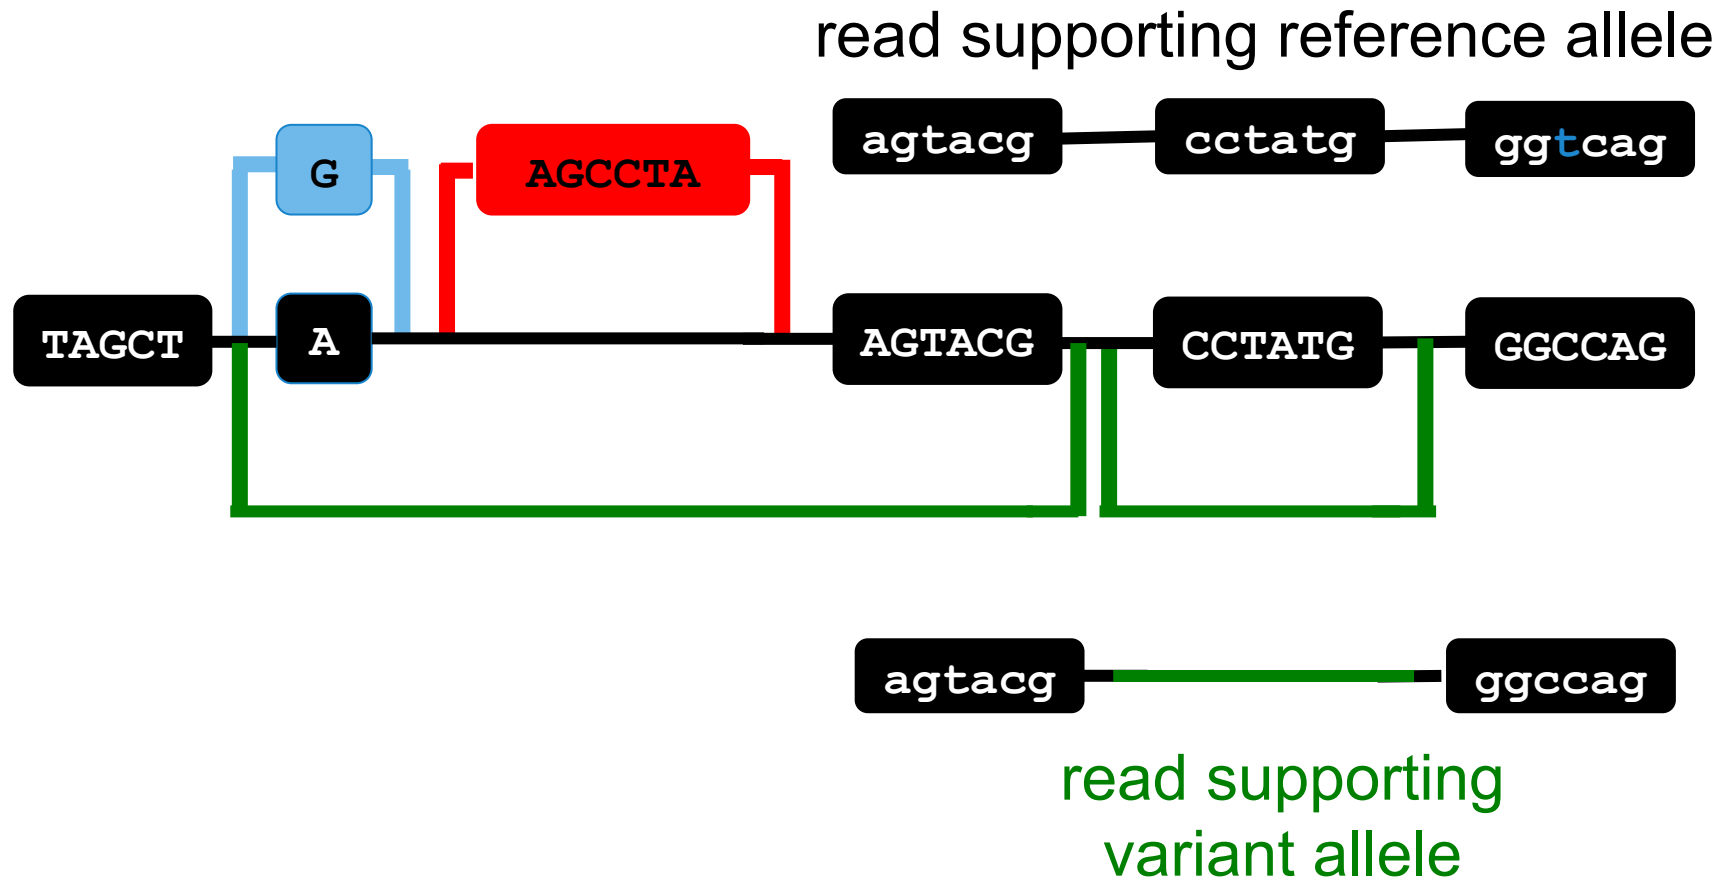 read supporting reference allele
agtacg cctatg ggtcag
G AGCCTA
TAGCT A AGTACG CCTATG GGCCAG
agtacg ggccag
read supporting
variant allele